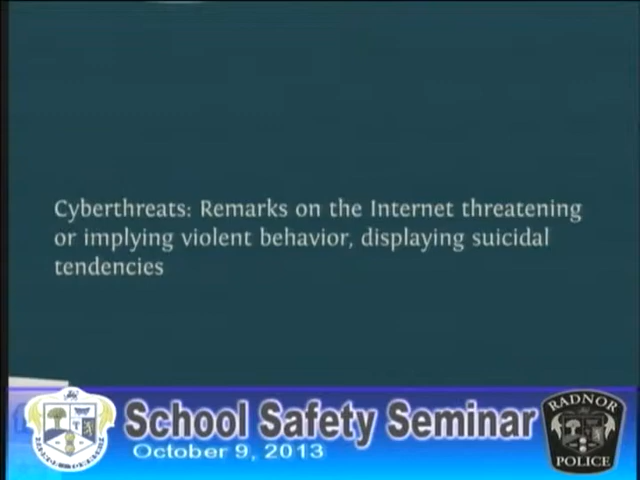 Cyberthreats: Remarks on the Internet threatening
or implying violent behavior, displaying suicidal
tendencies
School Safety Seminar
October 9, 2013
RADNOR
POLICE